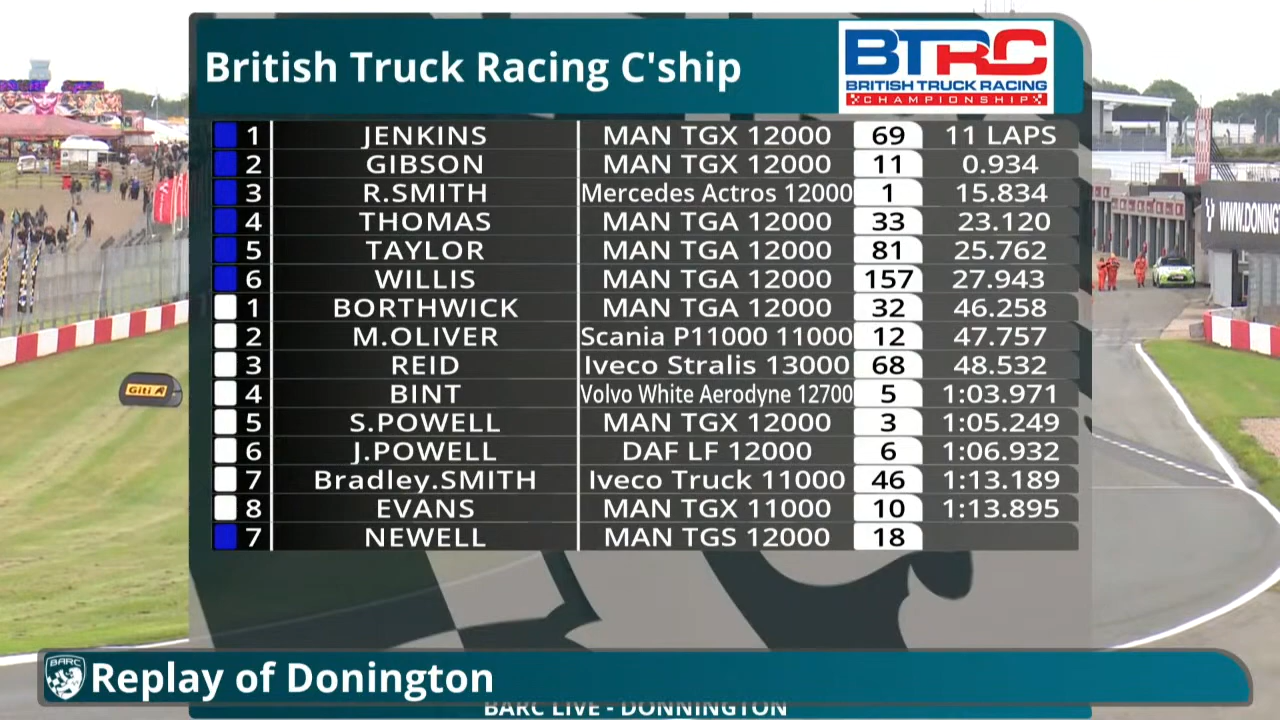 British Truck Racing C'ship
BTRC
BRITISH TRUCK RACING
CHAMPIONSHIP
1 JENKINS MAN TGX 12000 69 11 LAPS
2 GIBSON MAN TGX 12000 11 0.934
3 R.SMITH Mercedes Actros 12000 1 15.834
4 THOMAS MAN TGA 12000 33 23.120
5 TAYLOR MAN TGA 12000 81 25.762
6 WILLIS MAN TGA 12000 157 27.943
1 BORTHWICK MAN TGA 12000 32 46.258
2 M.OLIVER Scania P11000 11000 12 47.757
3 REID Iveco Stralis 13000 68 48.532
4 BINT Volvo White Aerodyne 12700 5 1:03.971
5 S.POWELL MAN TGX 12000 3 1:05.249
6 J.POWELL DAF LF 12000 6 1:06.932
7 Bradley.SMITH Iveco Truck 11000 46 1:13.189
8 EVANS MAN TGX 11000 10 1:13.895
7 NEWELL MAN TGS 12000 18
WWW.DONING
Giti
BARC
Replay of Donington
BARC LIVE - DONNINGTON